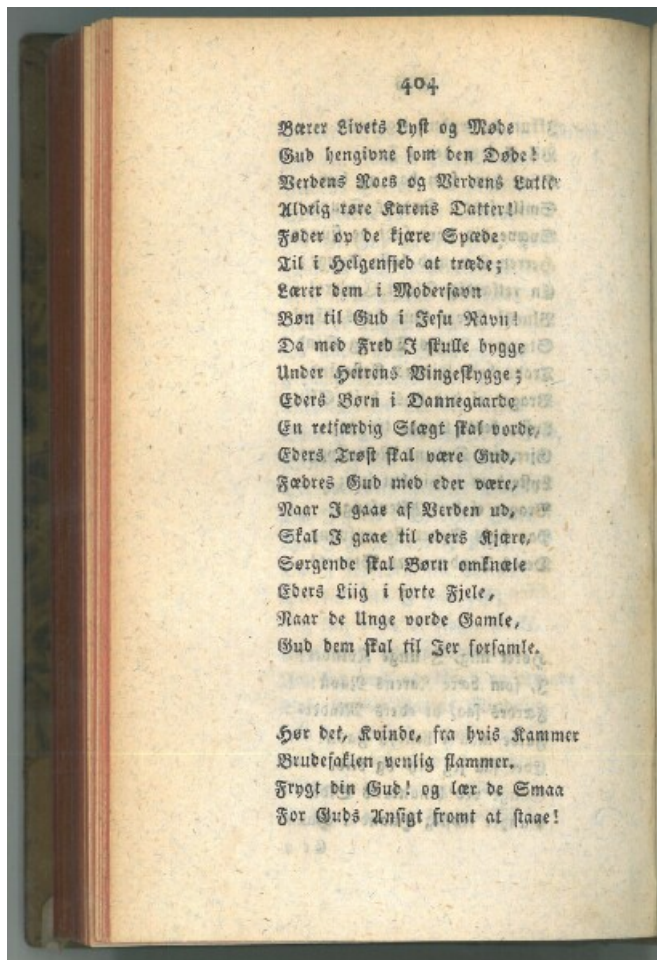 404
Bærer Livets Lyst og Møde
Gud hengivne som den Døde!
Verdens Roes og Verdens Latter
Aldrig røre Karens Datter!
Føder op de kjære Spæde
Til i Helgenfjed at træde;
Lærer dem i Moderfavn
Bøn til Gud i Jesu Navn!
Da med Fred I skulle bygge
Under Herrens Vingeskygge;
Eders Børn i Dannegaarde
En retfærdig Slægt skal vorde,
Eders Trøst skal være Gud,
Fædres Gud med eder være,
Naar I gaae af Verden ud,
Skal I gaae til eders Kjære,
Sørgende skal Børn omknæle
Eders Liig i sorte Fjele,
Naar de Unge vorde Gamle,
Gud dem skal til Jer forsamle.
Hør det, Kvinde, fra hvis Kammer
Brudefaklen venlig flammer.
Frygt din Gud! og lær de Smaa
For Guds Ansigt fromt at staae!